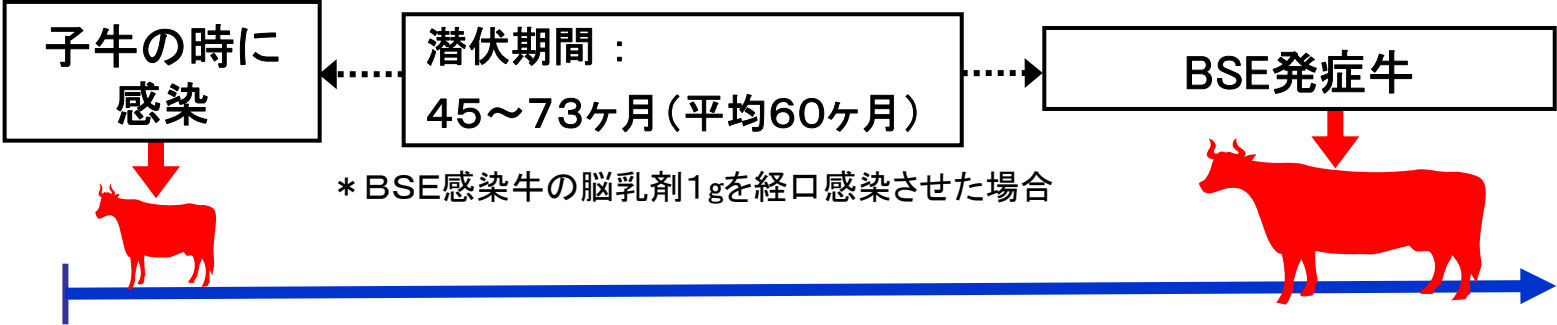 子牛の時に
感染
潜伏期間：
４５～７３ヶ月（平均６０ヶ月）
BSE発症牛
＊ＢＳＥ感染牛の脳乳剤１gを経口感染させた場合